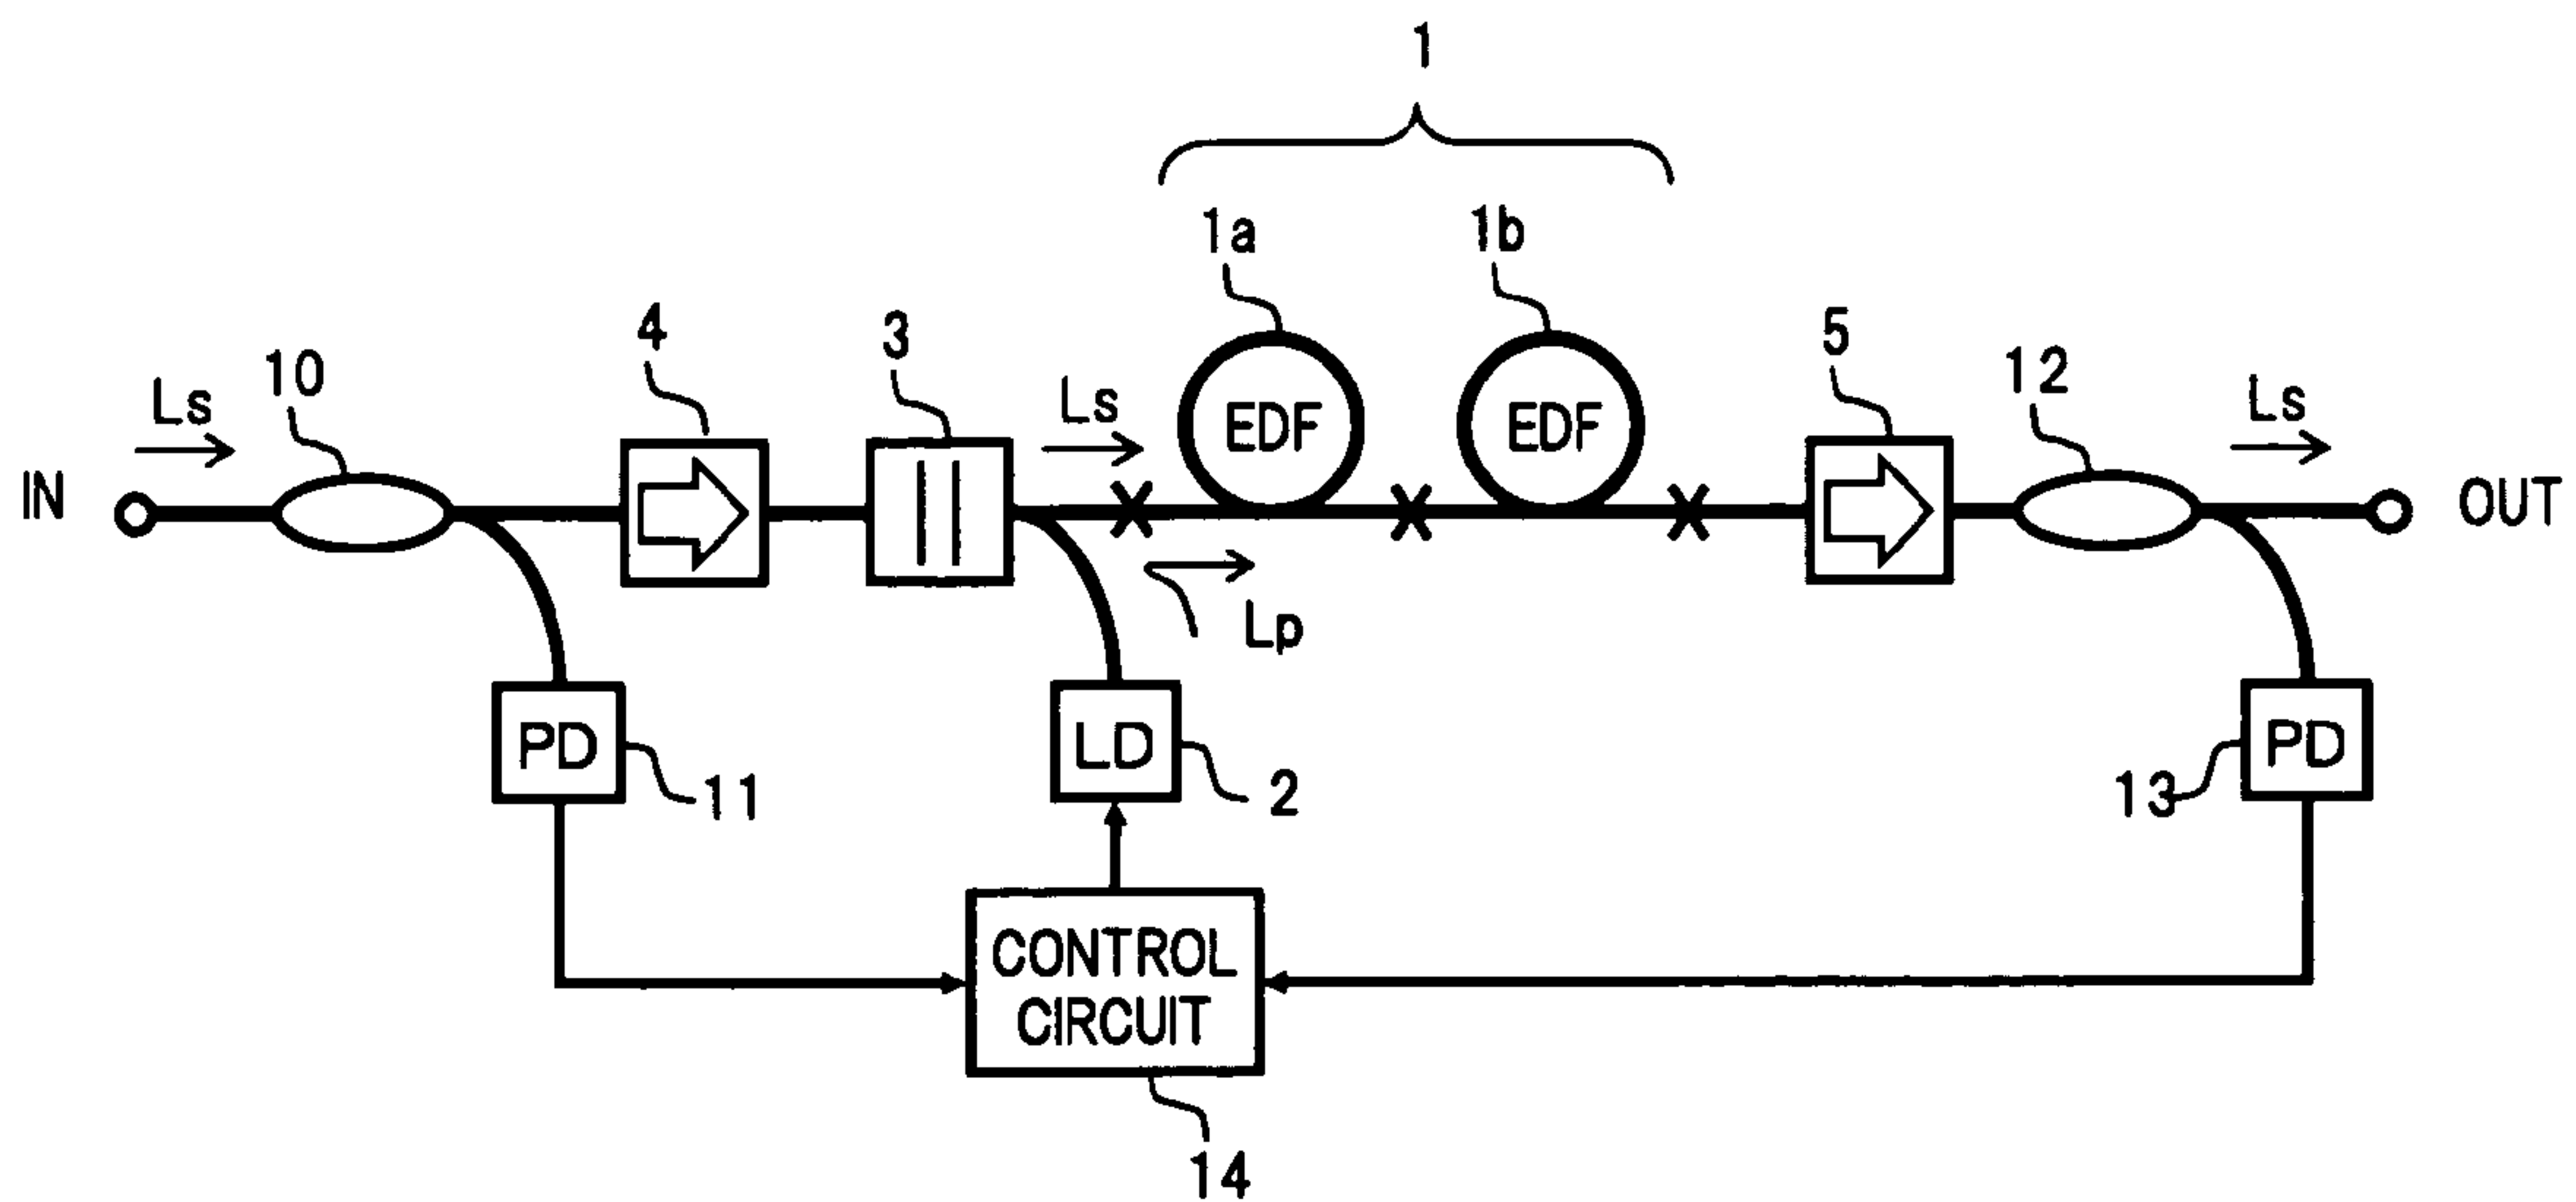 1
1a
1b
4
3
5
10
12
Ls
Ls
Ls
EDF
EDF
IN
OUT
Lp
PD
LD
PD
11
2
13
CONTROL
CIRCUIT
14